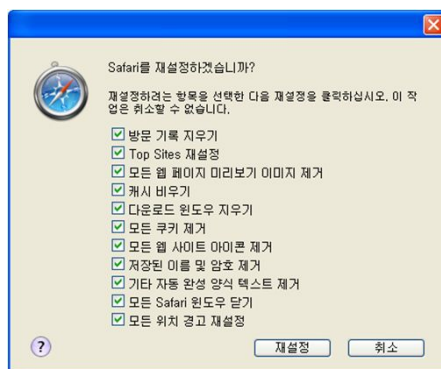 Safari를 재설정하겠습니까?
재설정하려는 항목을 선택한 다음 재설정을 클릭하십시오. 이 작
업은 취소할 수 없습니다.
방문 기록 지우기
Top Sites 재설정
모든 웹 페이지 미리보기 이미지 제거
캐시 비우기
다운로드 윈도우 지우기
모든 쿠키 제거
모든 웹 사이트 아이콘 제거
저장된 이름 및 암호 제거
기타 자동 완성 양식 텍스트 제거
모든 Safari 윈도우 닫기
모든 위치 경고 재설정
? 재설정 취소